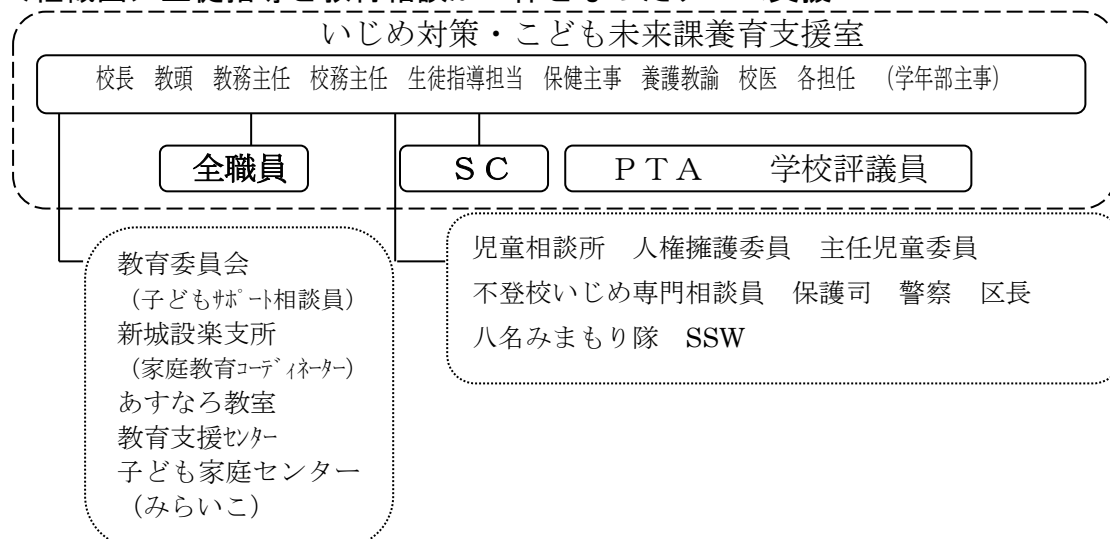 いじめ対策・こども未来課養育支援室
校長 教頭 教務主任 校務主任 生徒指導担当 保健主事 養護教諭 校医 各担任 （学年部主事）
全職員
ＳＣ
ＰＴＡ 学校評議員
教育委員会
（子どもｻﾎﾟｰﾄ相談員）
新城設楽支所
（家庭教育ｺｰﾃﾞｨﾈｰﾀｰ）
あすなろ教室
教育支援ｾﾝﾀｰ
子ども家庭センター
（みらいこ）
児童相談所 人権擁護委員 主任児童委員
不登校いじめ専門相談員 保護司 警察 区長
八名みまもり隊 SSW